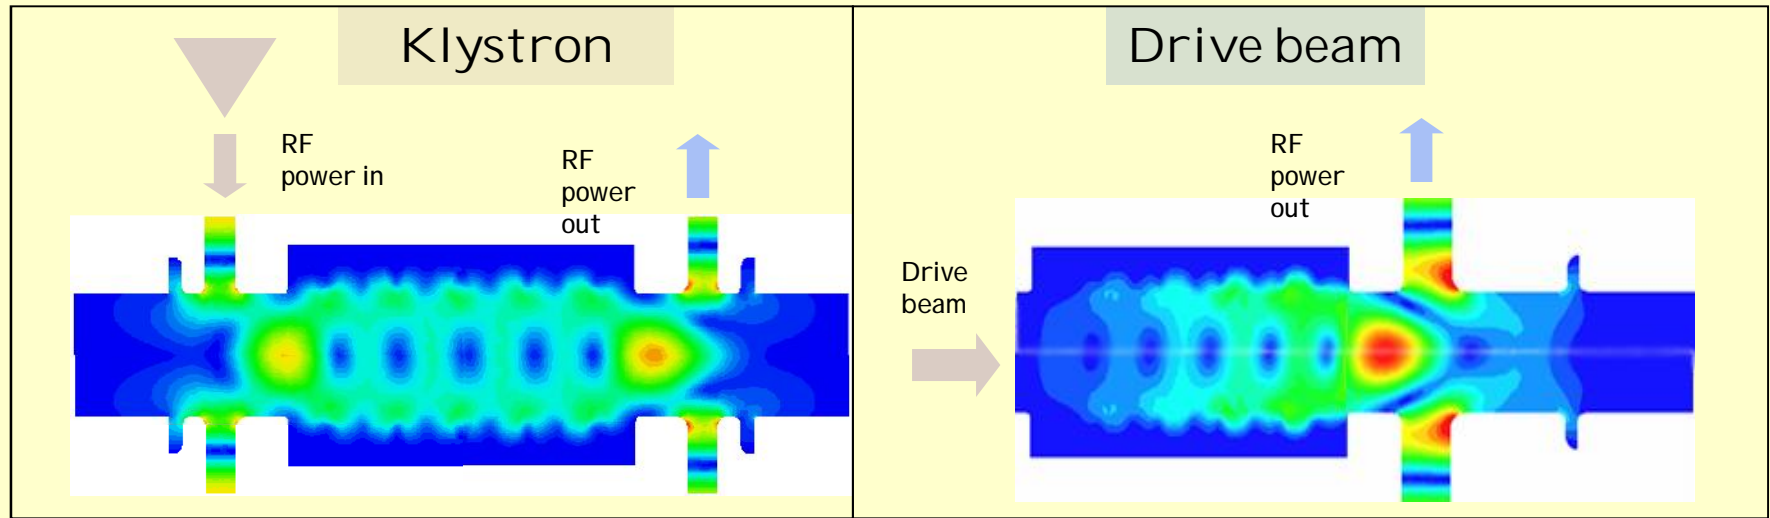 Klystron
RF
power in
RF
power
out
Drive beam
RF
power
out
Drive
beam